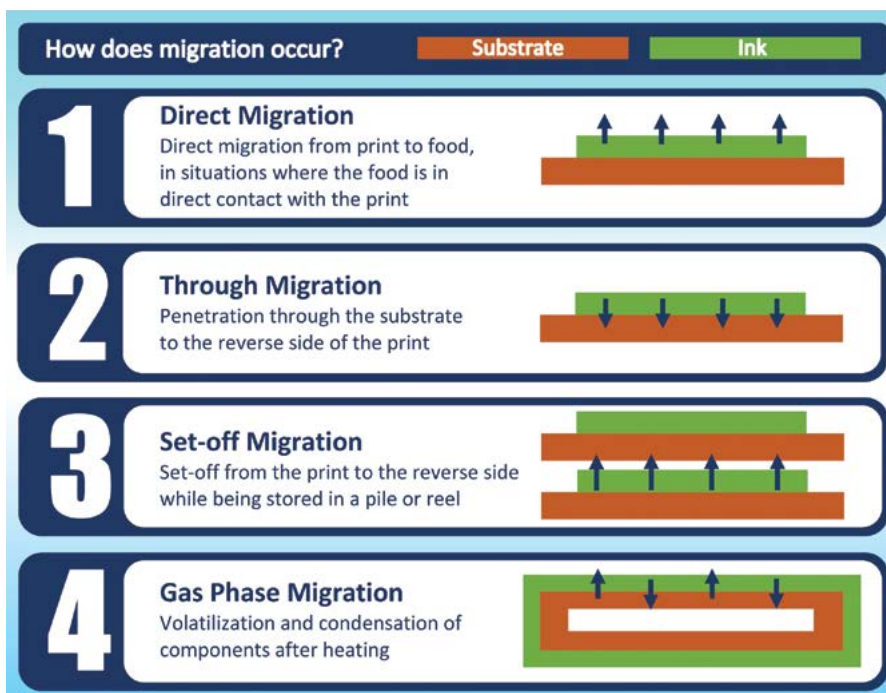 How does migration occur?
Substrate
Ink
1
Direct Migration
Direct migration from print to food,
in situations where the food is in
direct contact with the print
2
Through Migration
Penetration through the substrate
to the reverse side of the print
3
Set-off Migration
Set-off from the print to the reverse side
while being stored in a pile or reel
4
Gas Phase Migration
Volatilization and condensation of
components after heating